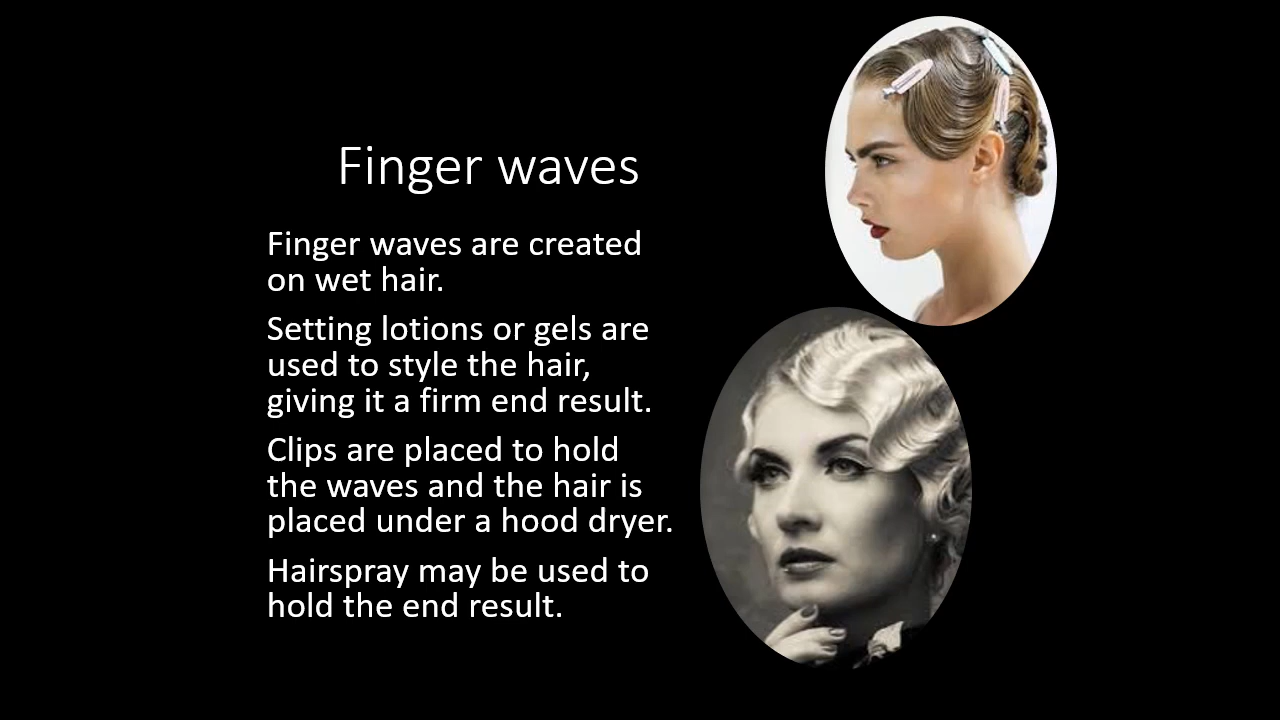 Finger waves
Finger waves are created
on wet hair.
Setting lotions or gels are
used to style the hair,
giving it a firm end result.
Clips are placed to hold
the waves and the hair is
placed under a hood dryer.
Hairspray may be used to
hold the end result.